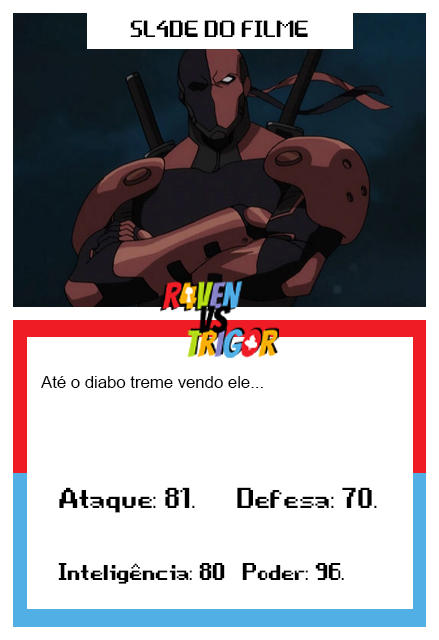 SL4DE DO FILME
R4VEN
VS
TRIGOR
Até o diabo treme vendo ele...
Ataque: 81. Defesa: 70.
Inteligência: 80 Poder: 96.